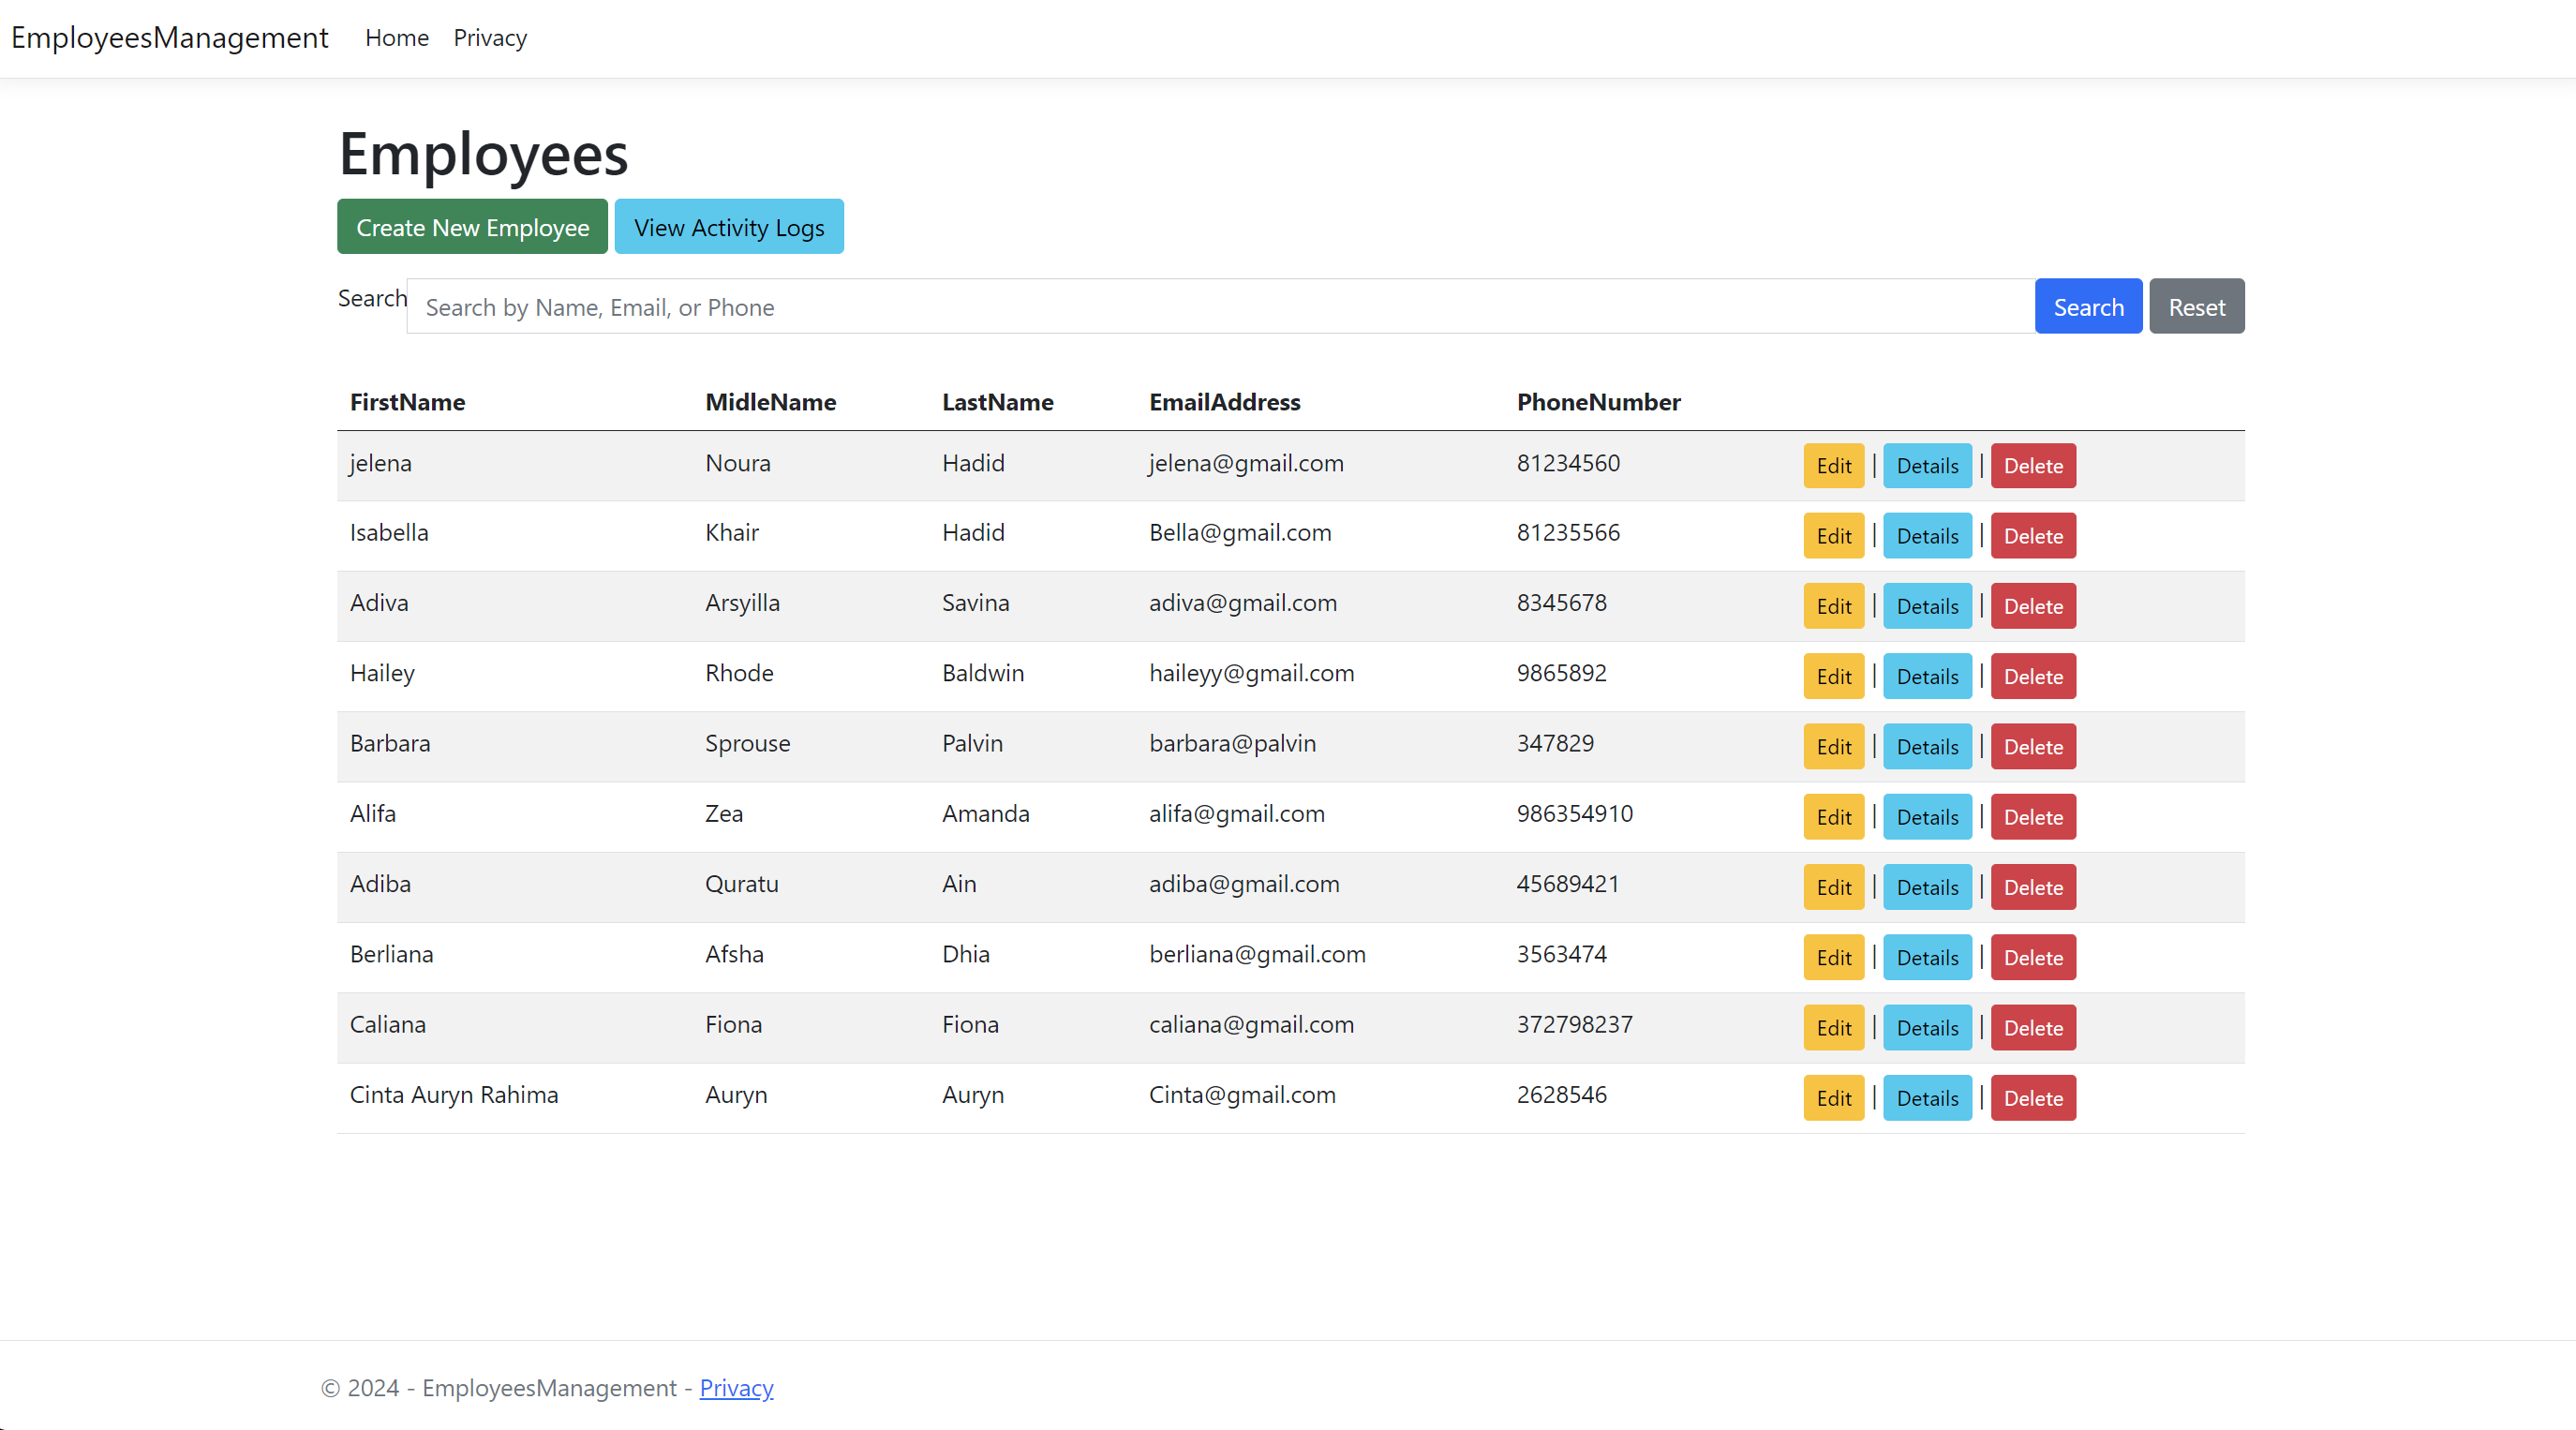 EmployeesManagement Home Privacy
Employees
Create New Employee View Activity Logs
Search Search by Name, Email, or Phone Search Reset
FirstName MidleName LastName EmailAddress PhoneNumber
jelena Noura Hadid jelena@gmail.com 81234560 Edit | Details | Delete
Isabella Khair Hadid Bella@gmail.com 81235566 Edit | Details | Delete
Adiva Arsyilla Savina adiva@gmail.com 8345678 Edit | Details | Delete
Hailey Rhode Baldwin haileyy@gmail.com 9865892 Edit | Details | Delete
Barbara Sprouse Palvin barbara@palvin 347829 Edit | Details | Delete
Alifa Zea Amanda alifa@gmail.com 986354910 Edit | Details | Delete
Adiba Quratu Ain adiba@gmail.com 45689421 Edit | Details | Delete
Berliana Afsha Dhia berliana@gmail.com 3563474 Edit | Details | Delete
Caliana Fiona Fiona caliana@gmail.com 372798237 Edit | Details | Delete
Cinta Auryn Rahima Auryn Auryn Cinta@gmail.com 2628546 Edit | Details | Delete
© 2024 - EmployeesManagement - Privacy